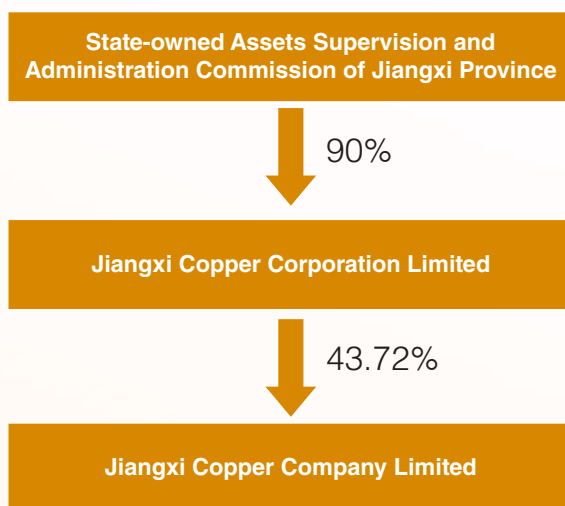 State-owned Assets Supervision and
Administration Commission of Jiangxi Province
90%
Jiangxi Copper Corporation Limited
43.72%
Jiangxi Copper Company Limited